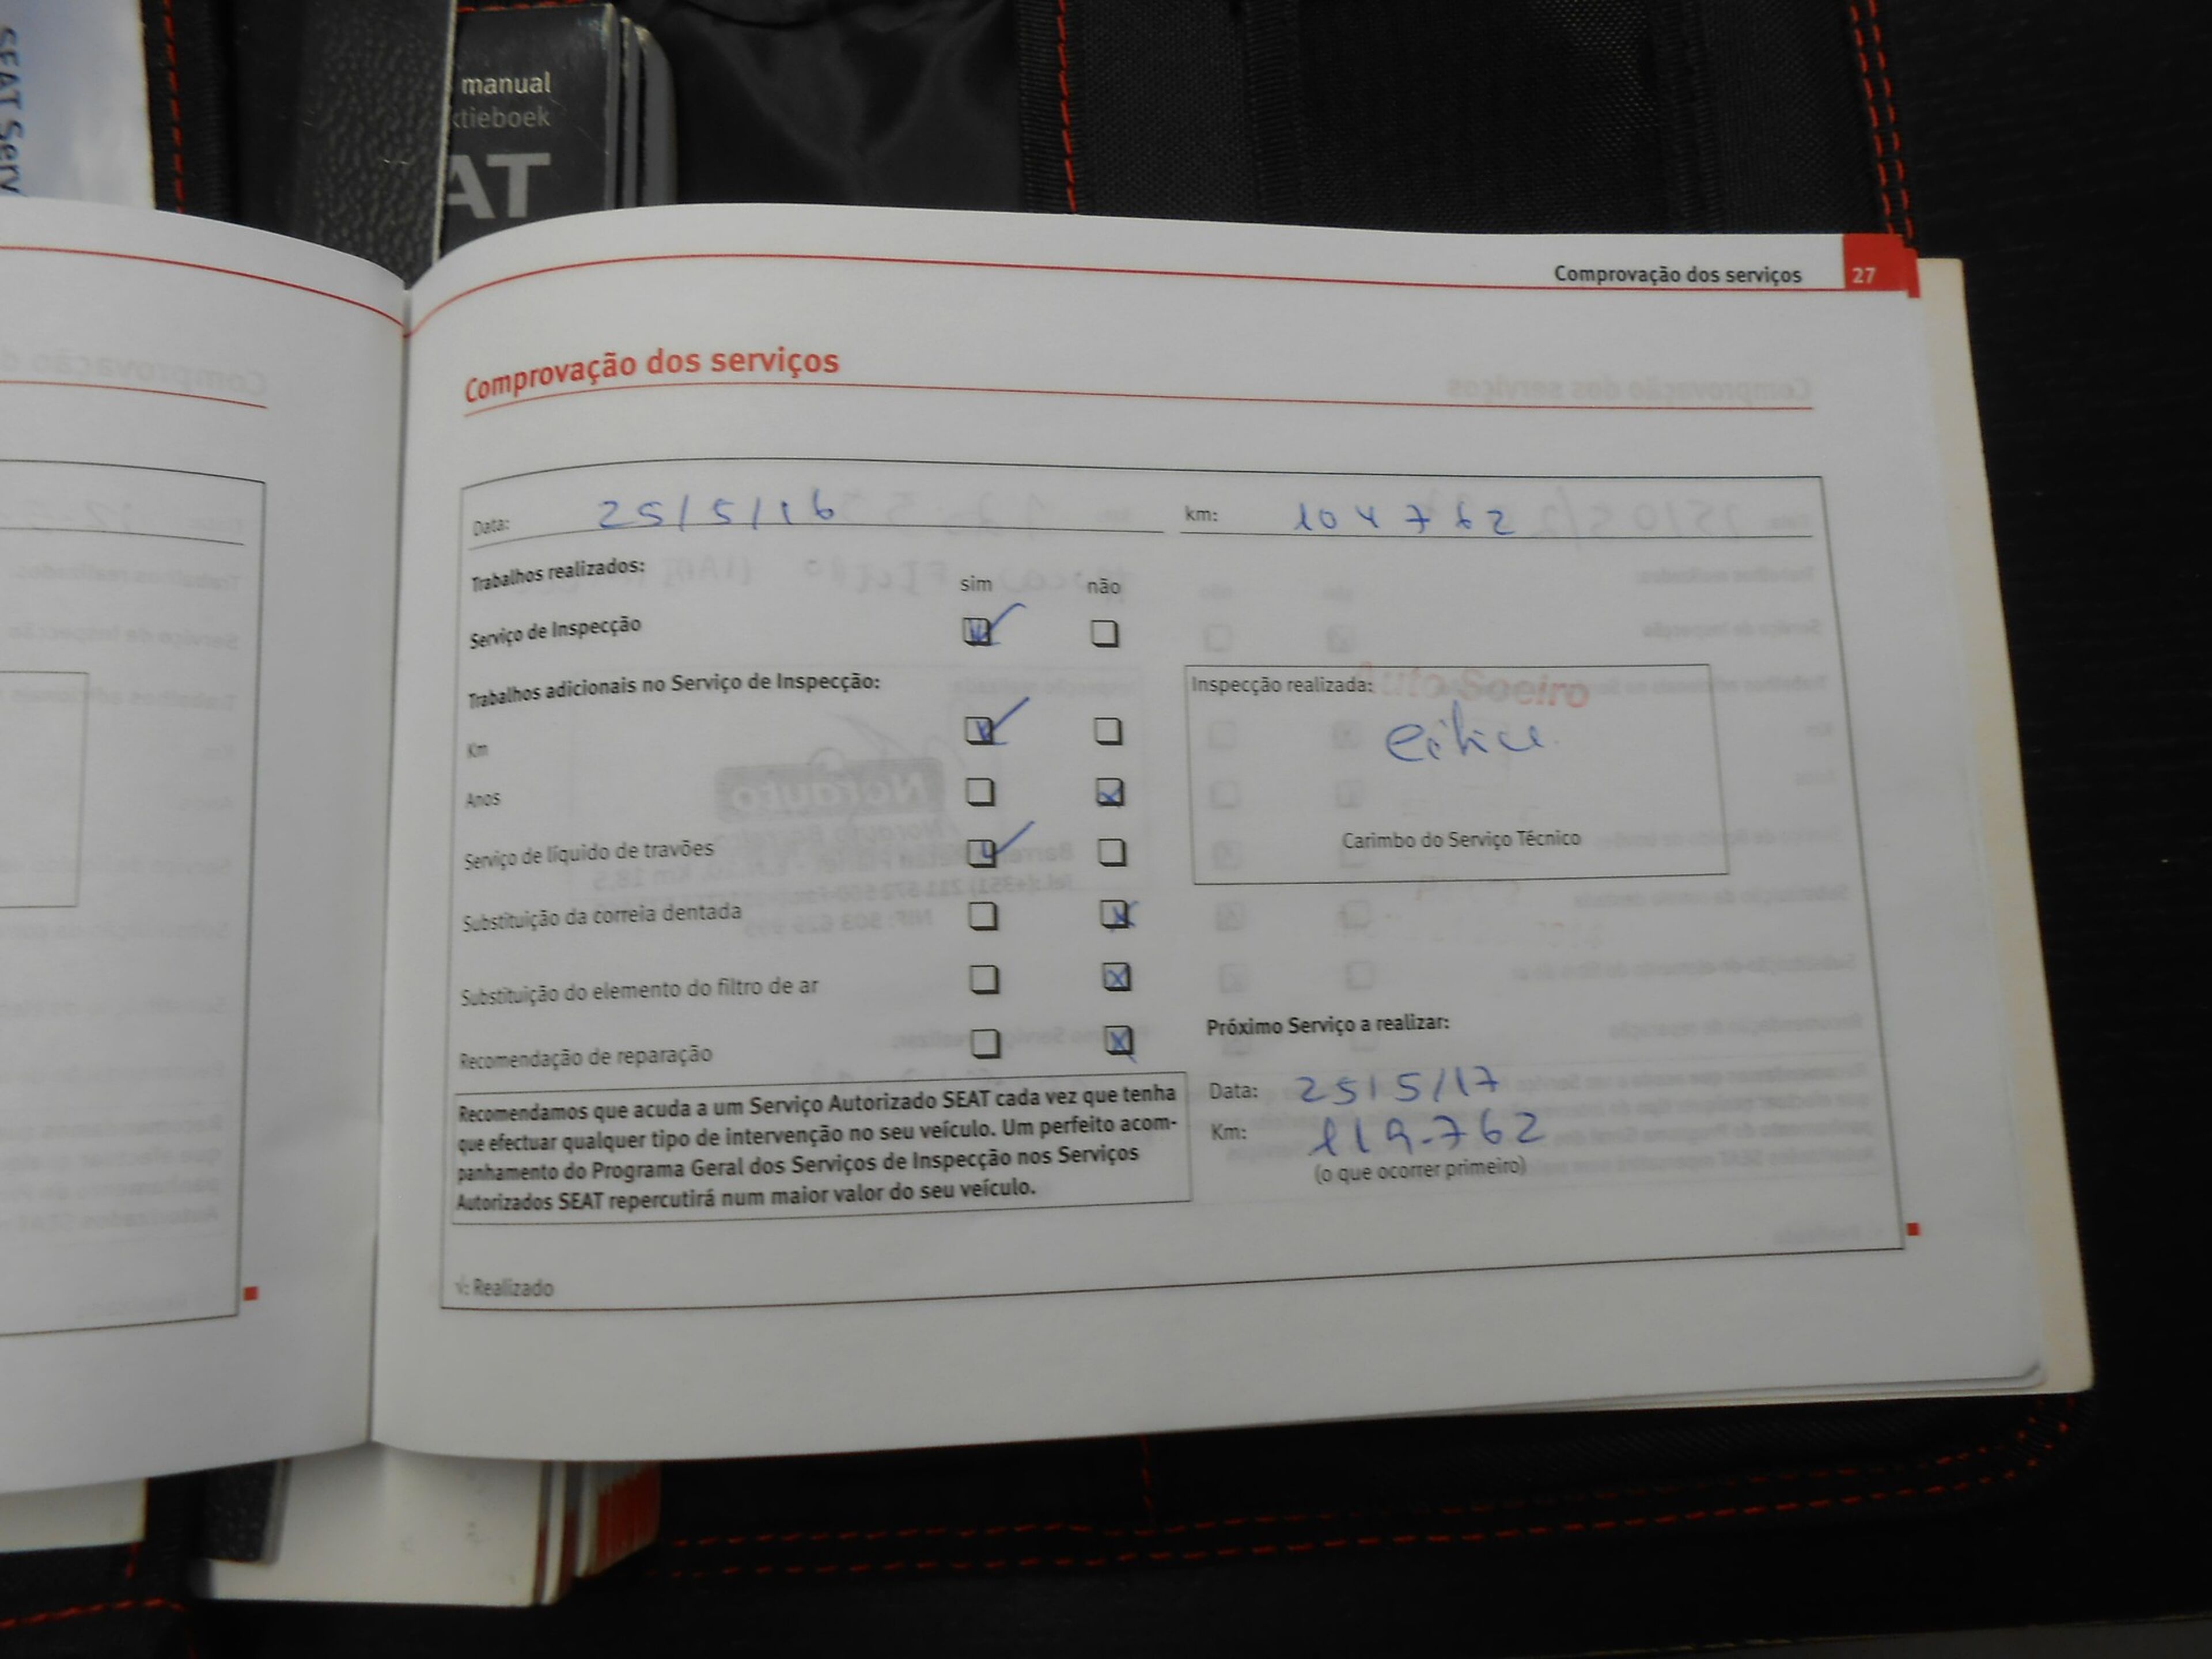 SEAT Serv
manual
ktieboek
AT
Comprovação dos serviços 27
Comprovação dos serviços
Data: 25/5/16 km: 104762
Trabalhos realizados:
sim não
Serviço de Inspecção
Trabalhos adicionais no Serviço de Inspecção:
Km
Anos
Serviço de líquido de travões
Substituição da correia dentada
Substituição do elemento do filtro de ar
Recomendação de reparação
Recomendamos que acuda a um Serviço Autorizado SEAT cada vez que tenha
que efectuar qualquer tipo de intervenção no seu veículo. Um perfeito acom-
panhamento do Programa Geral dos Serviços de Inspecção nos Serviços
Autorizados SEAT repercutirá num maior valor do seu veículo.
√: Realizado
Inspecção realizada:
Auto Soeiro
Carimbo do Serviço Técnico
Próximo Serviço a realizar:
Data: 25/5/17
Km: 119.762
(o que ocorrer primeiro)